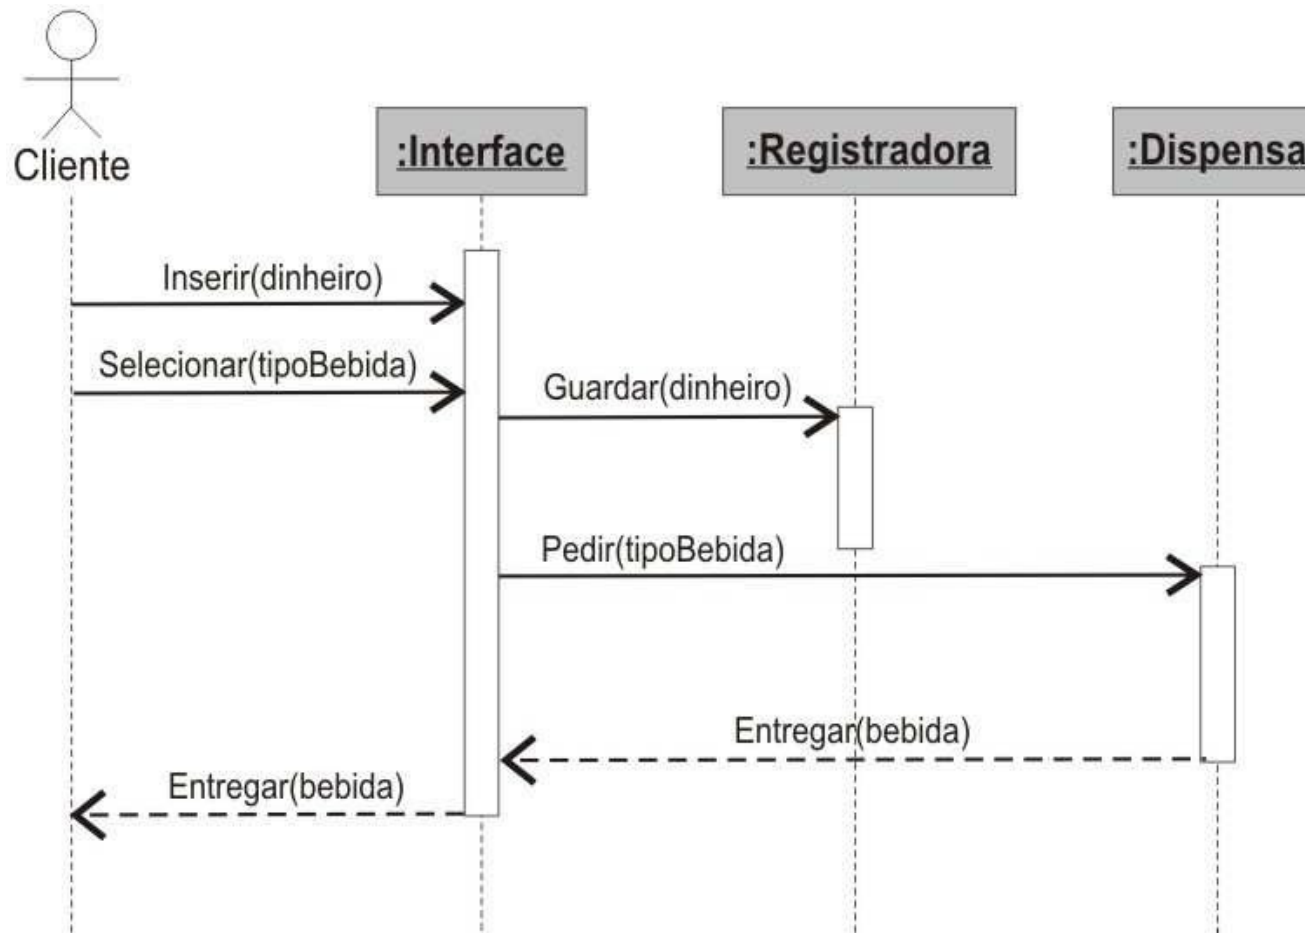 Cliente
:Interface
:Registradora
:Dispensa
Inserir(dinheiro)
Selecionar(tipoBebida)
Guardar(dinheiro)
Pedir(tipoBebida)
Entregar(bebida)
Entregar(bebida)